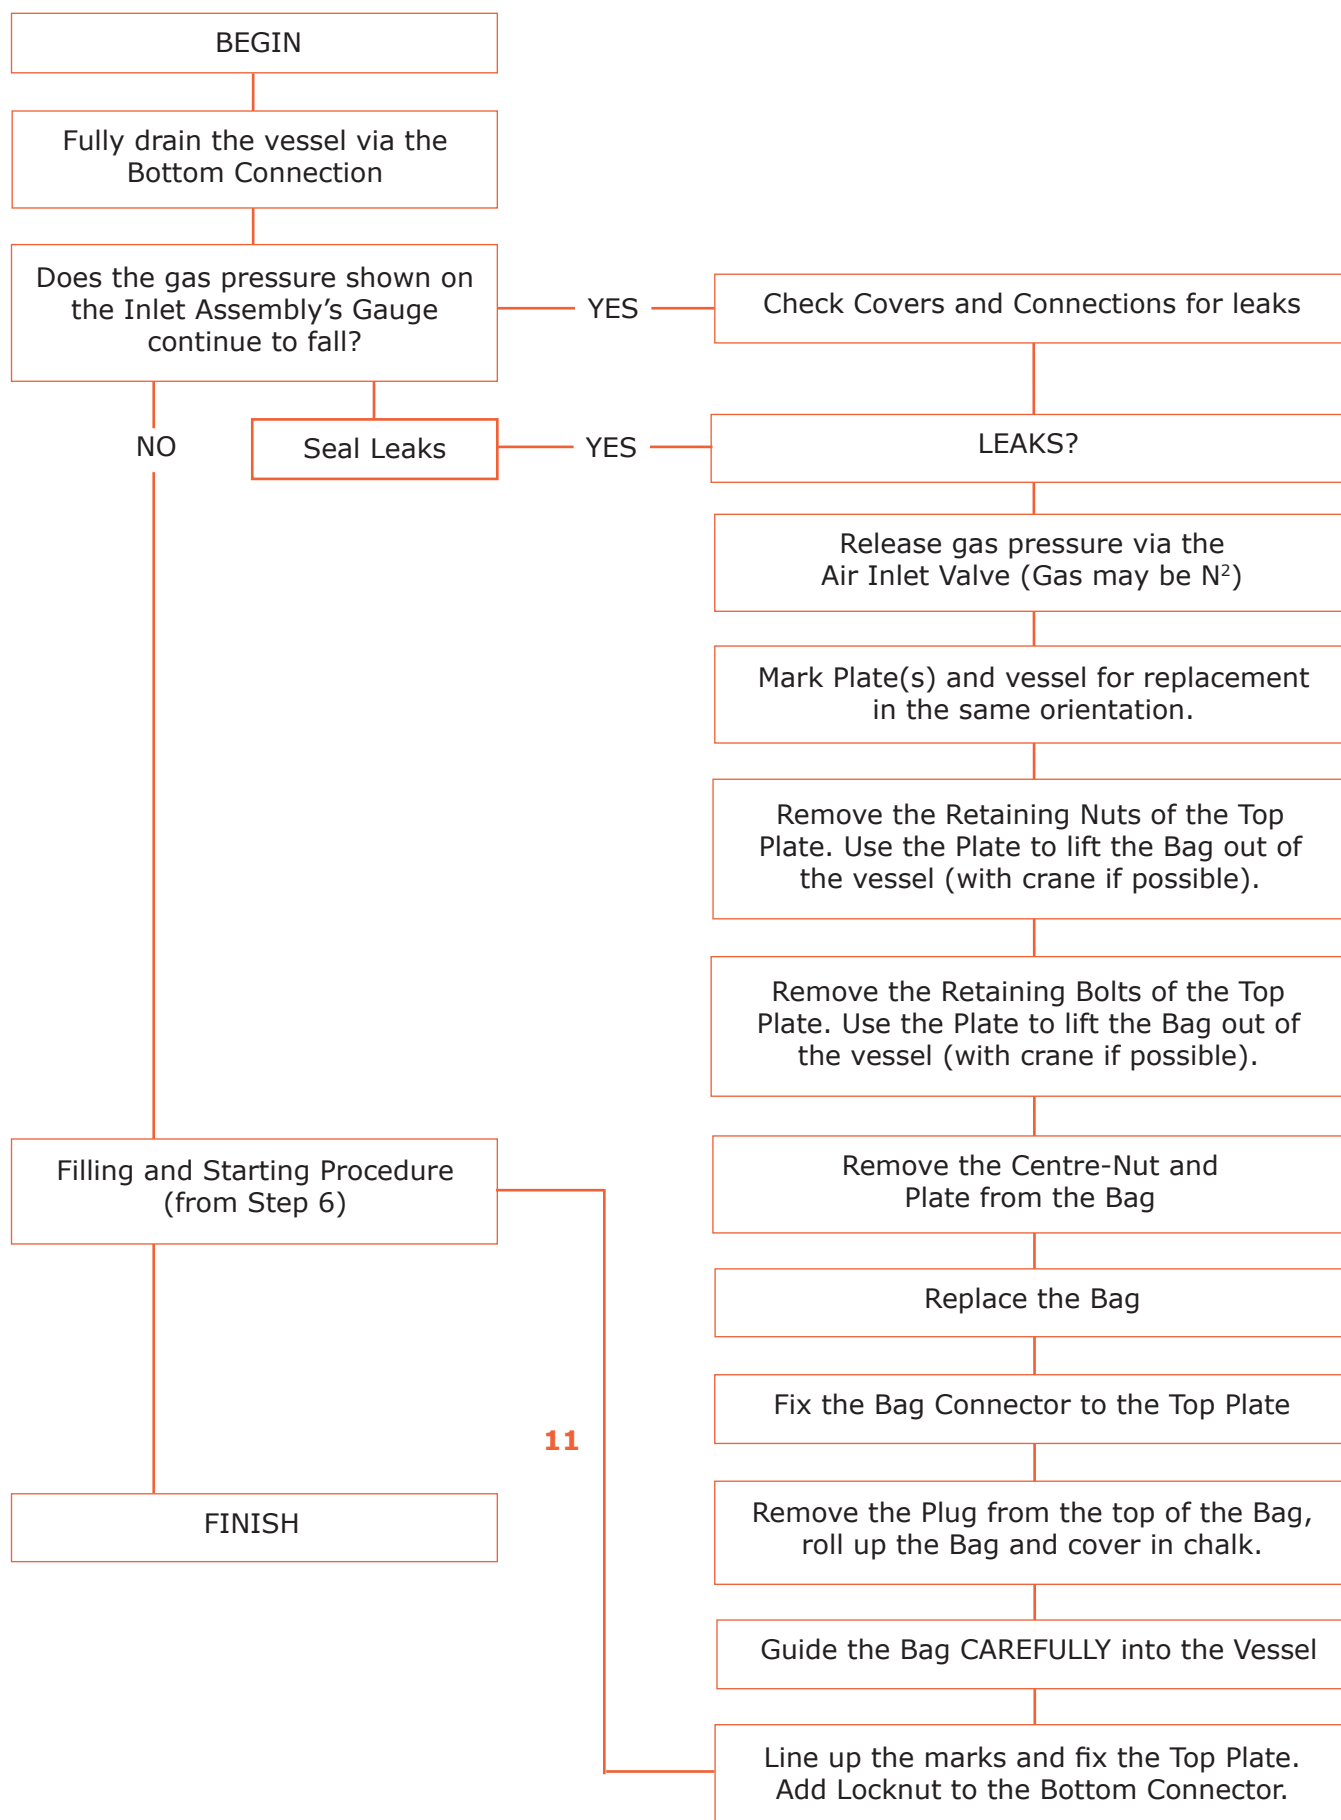 BEGIN
Fully drain the vessel via the
Bottom Connection
Does the gas pressure shown on
the Inlet Assembly’s Gauge
continue to fall?
YES
Check Covers and Connections for leaks
NO
Seal Leaks
YES
LEAKS?
Release gas pressure via the
Air Inlet Valve (Gas may be N²)
Mark Plate(s) and vessel for replacement
in the same orientation.
Remove the Retaining Nuts of the Top
Plate. Use the Plate to lift the Bag out of
the vessel (with crane if possible).
Remove the Retaining Bolts of the Top
Plate. Use the Plate to lift the Bag out of
the vessel (with crane if possible).
Remove the Centre-Nut and
Plate from the Bag
Replace the Bag
Fix the Bag Connector to the Top Plate
Remove the Plug from the top of the Bag,
roll up the Bag and cover in chalk.
Guide the Bag CAREFULLY into the Vessel
Line up the marks and fix the Top Plate.
Add Locknut to the Bottom Connector.
11
Filling and Starting Procedure
(from Step 6)
FINISH